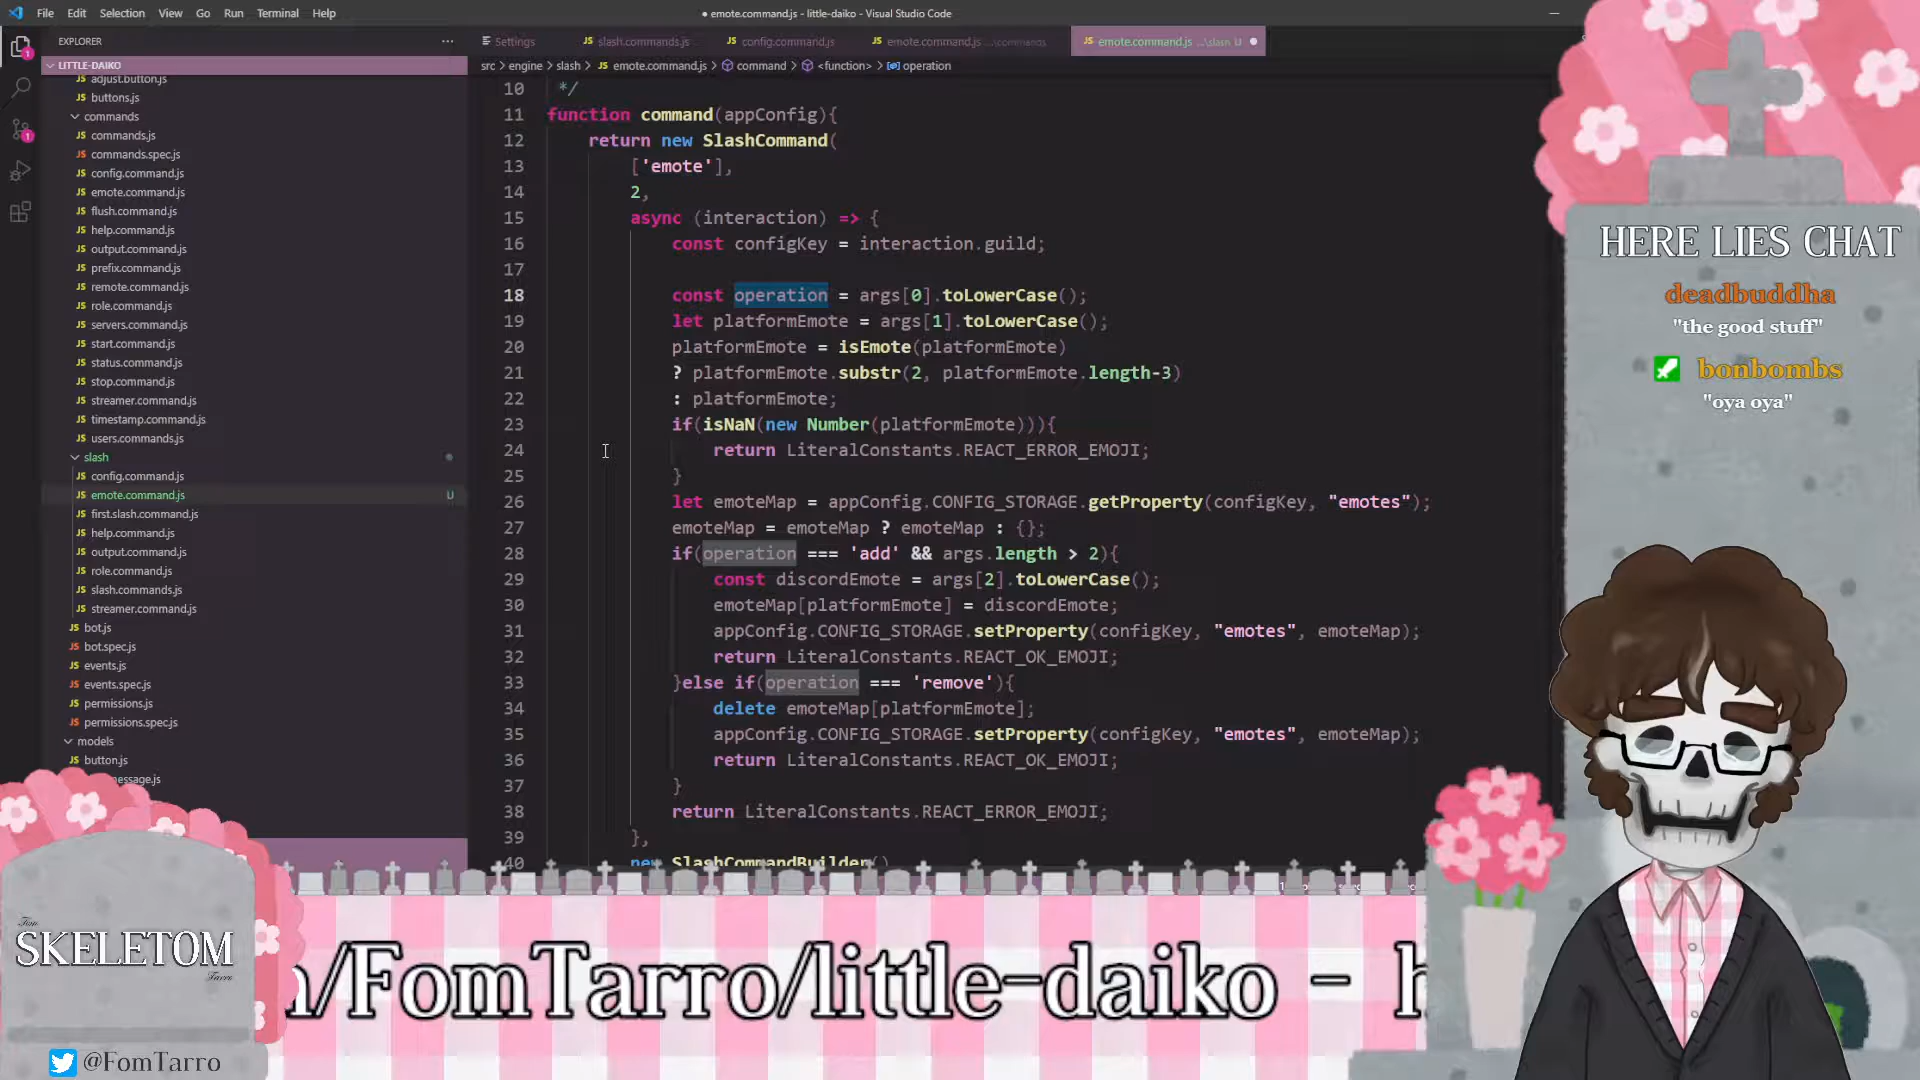 File Edit Selection View Go Run Terminal Help
● emote.command.js - little-daiko - Visual Studio Code
EXPLORER
LITTLE-DAIKO
adjust.button.js
buttons.js
commands
commands.js
commands.spec.js
config.command.js
emote.command.js
flush.command.js
help.command.js
output.command.js
prefix.command.js
remote.command.js
role.command.js
servers.command.js
start.command.js
status.command.js
stop.command.js
streamer.command.js
timestamp.command.js
users.commands.js
slash
config.command.js
emote.command.js U
first.slash.command.js
help.command.js
output.command.js
role.command.js
slash.commands.js
streamer.command.js
bot.js
bot.spec.js
events.js
events.spec.js
permissions.js
permissions.spec.js
models
button.js
Settings
slash.commands.js
config.command.js
emote.command.js ...\commands
emote.command.js ...\slash U
src > engine > slash > JS emote.command.js > command > <function> > operation
10 */
11 function command(appConfig){
12 return new SlashCommand(
13 ['emote'],
14 2,
15 async (interaction) => {
16 const configKey = interaction.guild;
17
18 const operation = args[0].toLowerCase();
19 let platformEmote = args[1].toLowerCase();
20 platformEmote = isEmote(platformEmote)
21 ? platformEmote.substr(2, platformEmote.length-3)
22 : platformEmote;
23 if(isNaN(new Number(platformEmote))){
24 return LiteralConstants.REACT_ERROR_EMOJI;
25 }
26 let emoteMap = appConfig.CONFIG_STORAGE.getProperty(configKey, "emotes");
27 emoteMap = emoteMap ? emoteMap : {};
28 if(operation === 'add' && args.length > 2){
29 const discordEmote = args[2].toLowerCase();
30 emoteMap[platformEmote] = discordEmote;
31 appConfig.CONFIG_STORAGE.setProperty(configKey, "emotes", emoteMap);
32 return LiteralConstants.REACT_OK_EMOJI;
33 }else if(operation === 'remove'){
34 delete emoteMap[platformEmote];
35 appConfig.CONFIG_STORAGE.setProperty(configKey, "emotes", emoteMap);
36 return LiteralConstants.REACT_OK_EMOJI;
37 }
38 return LiteralConstants.REACT_ERROR_EMOJI;
39 },
40 new SlashCommandBuilder()
HERE LIES CHAT
deadbuddha
"the good stuff"
bonbombs
"oya oya"
Tom
SKELETOM
Tarro
@FomTarro
/FomTarro/little-daiko - h